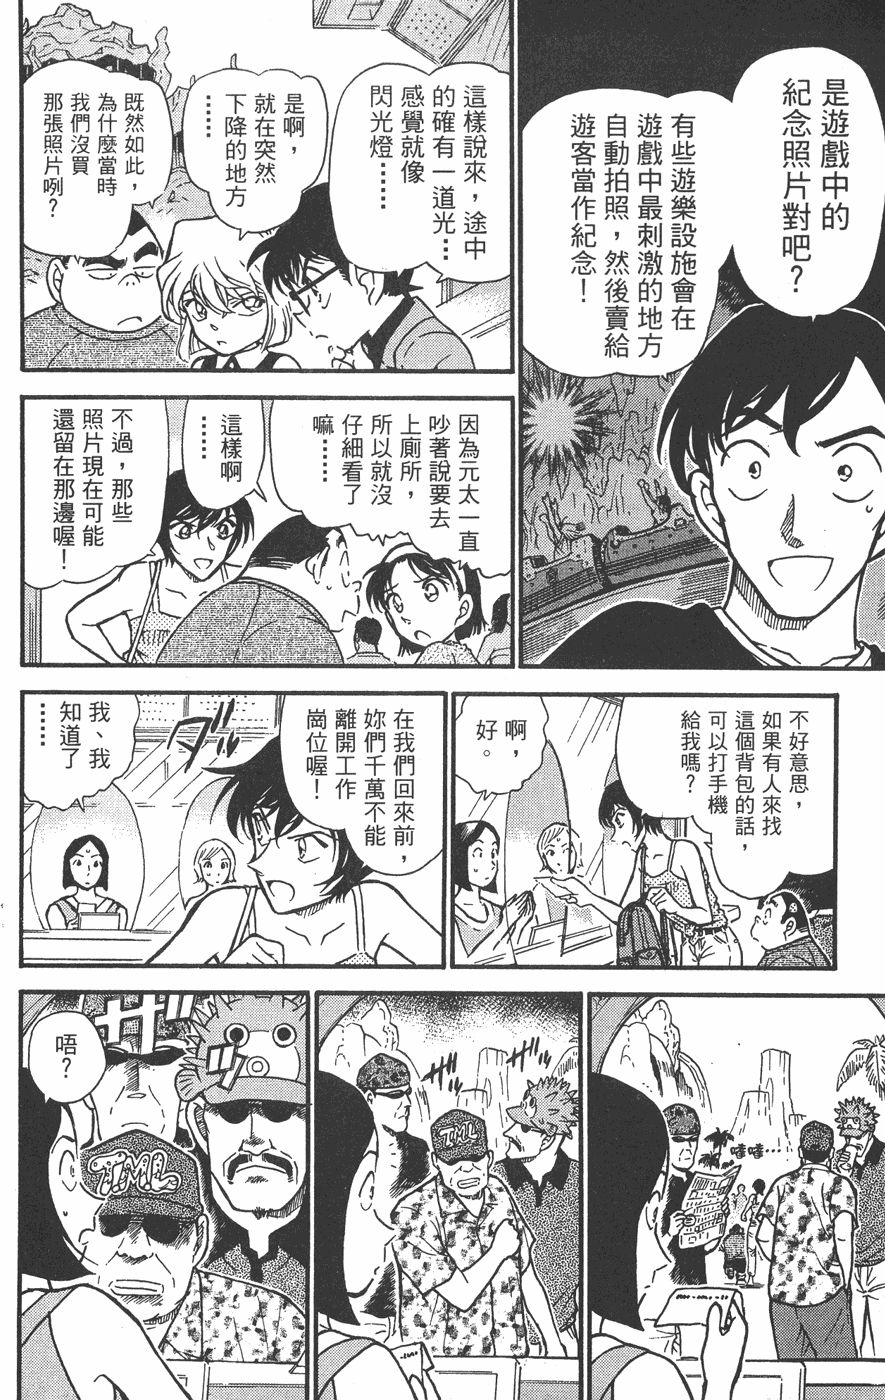 是遊戲中的
紀念照片對吧？
有些遊樂設施會在
遊戲中最刺激的地方
自動拍照，然後賣給
遊客當作紀念！
這樣說來，途中
的確有一道光……
感覺就像
閃光燈……
是啊，
就在突然
下降的地方
……
既然如此，
為什麼當時
我們沒買
那張照片咧？
因為元太一直
吵著說要去
上廁所，
所以就沒
仔細看了
嘛……
這樣啊
……
不過，那些
照片現在可能
還留在那邊喔！
不好意思，
如果有人來找
這個背包的話，
可以打手機
給我嗎？
啊，
好。
在我們回來前，
妳們千萬不能
離開工作
崗位喔！
我、我
知道了
……
嘻嘻…
TML
TML
唔？